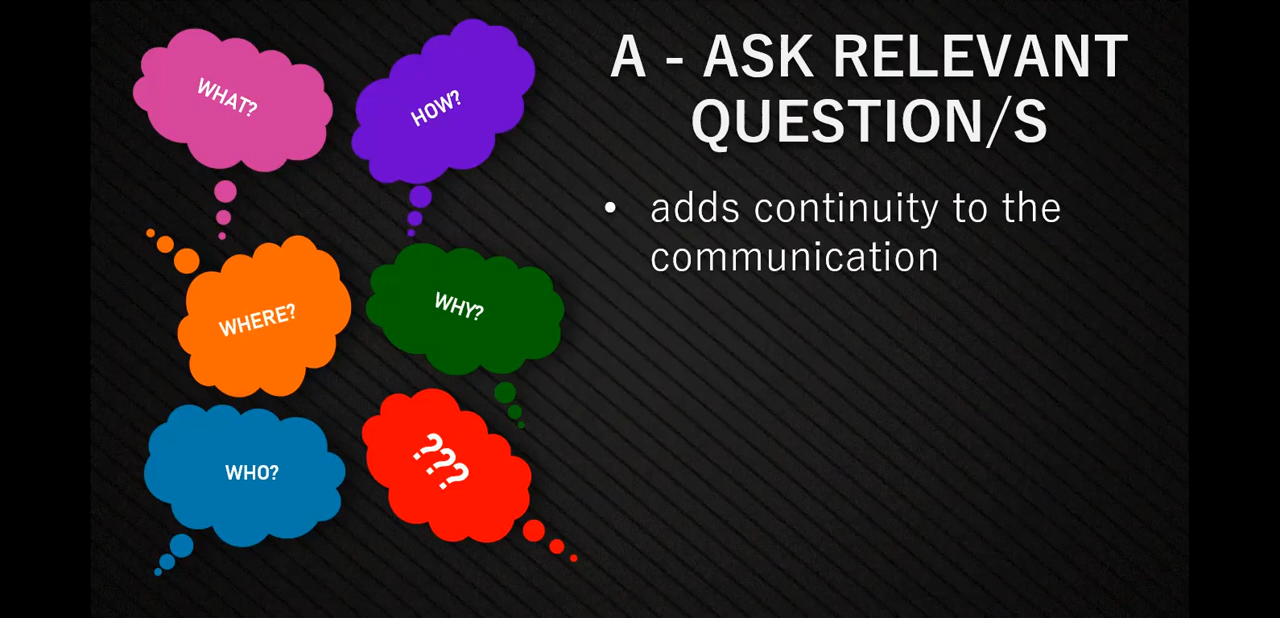 WHAT?
HOW?
WHERE?
WHY?
WHO?
???
A - ASK RELEVANT
QUESTION/S
• adds continuity to the
communication